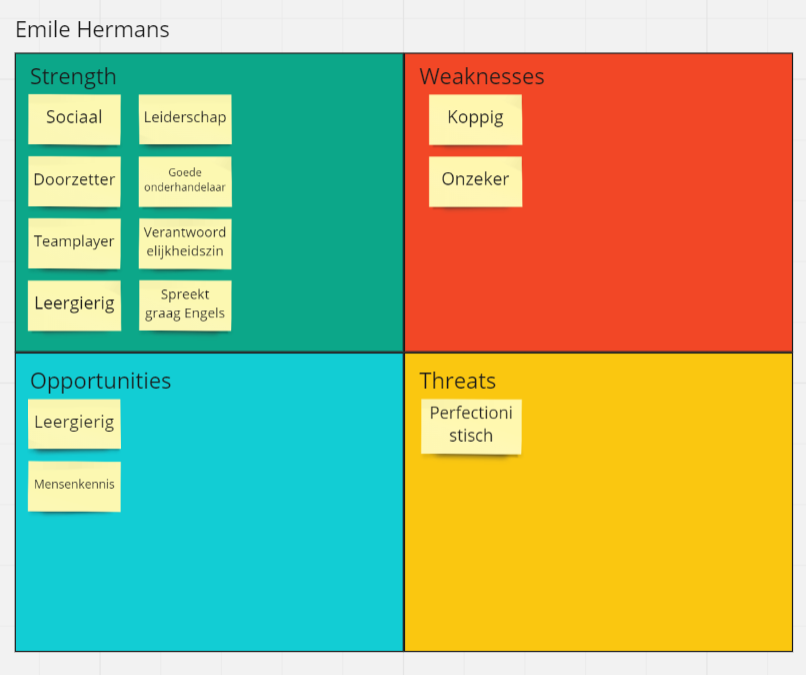 Emile Hermans
Strength
Sociaal
Leiderschap
Doorzetter
Goede
onderhandelaar
Teamplayer
Verantwoord
elijkheidszin
Leergierig
Spreekt
graag Engels
Weaknesses
Koppig
Onzeker
Opportunities
Leergierig
Mensenkennis
Threats
Perfectioni
stisch